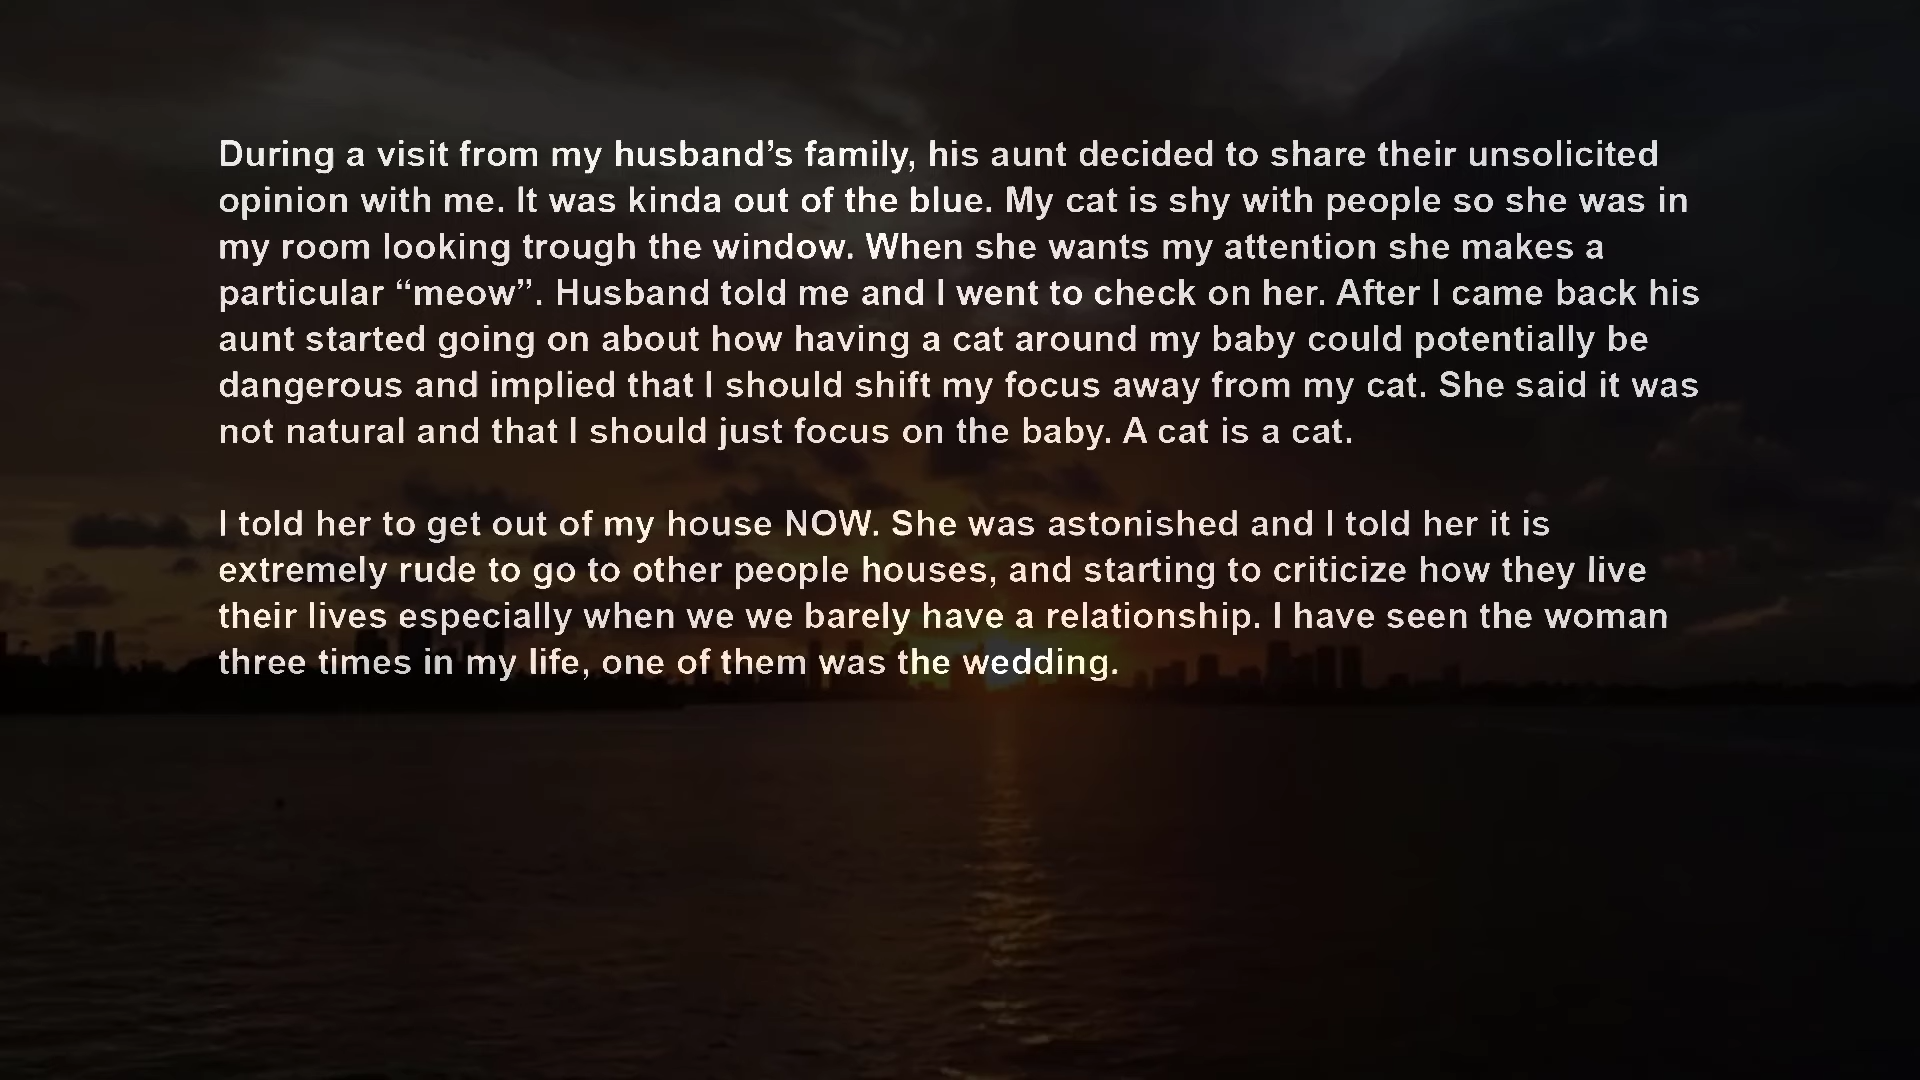 During a visit from my husband’s family, his aunt decided to share their unsolicited
opinion with me. It was kinda out of the blue. My cat is shy with people so she was in
my room looking trough the window. When she wants my attention she makes a
particular “meow”. Husband told me and I went to check on her. After I came back his
aunt started going on about how having a cat around my baby could potentially be
dangerous and implied that I should shift my focus away from my cat. She said it was
not natural and that I should just focus on the baby. A cat is a cat.
I told her to get out of my house NOW. She was astonished and I told her it is
extremely rude to go to other people houses, and starting to criticize how they live
their lives especially when we we barely have a relationship. I have seen the woman
three times in my life, one of them was the wedding.